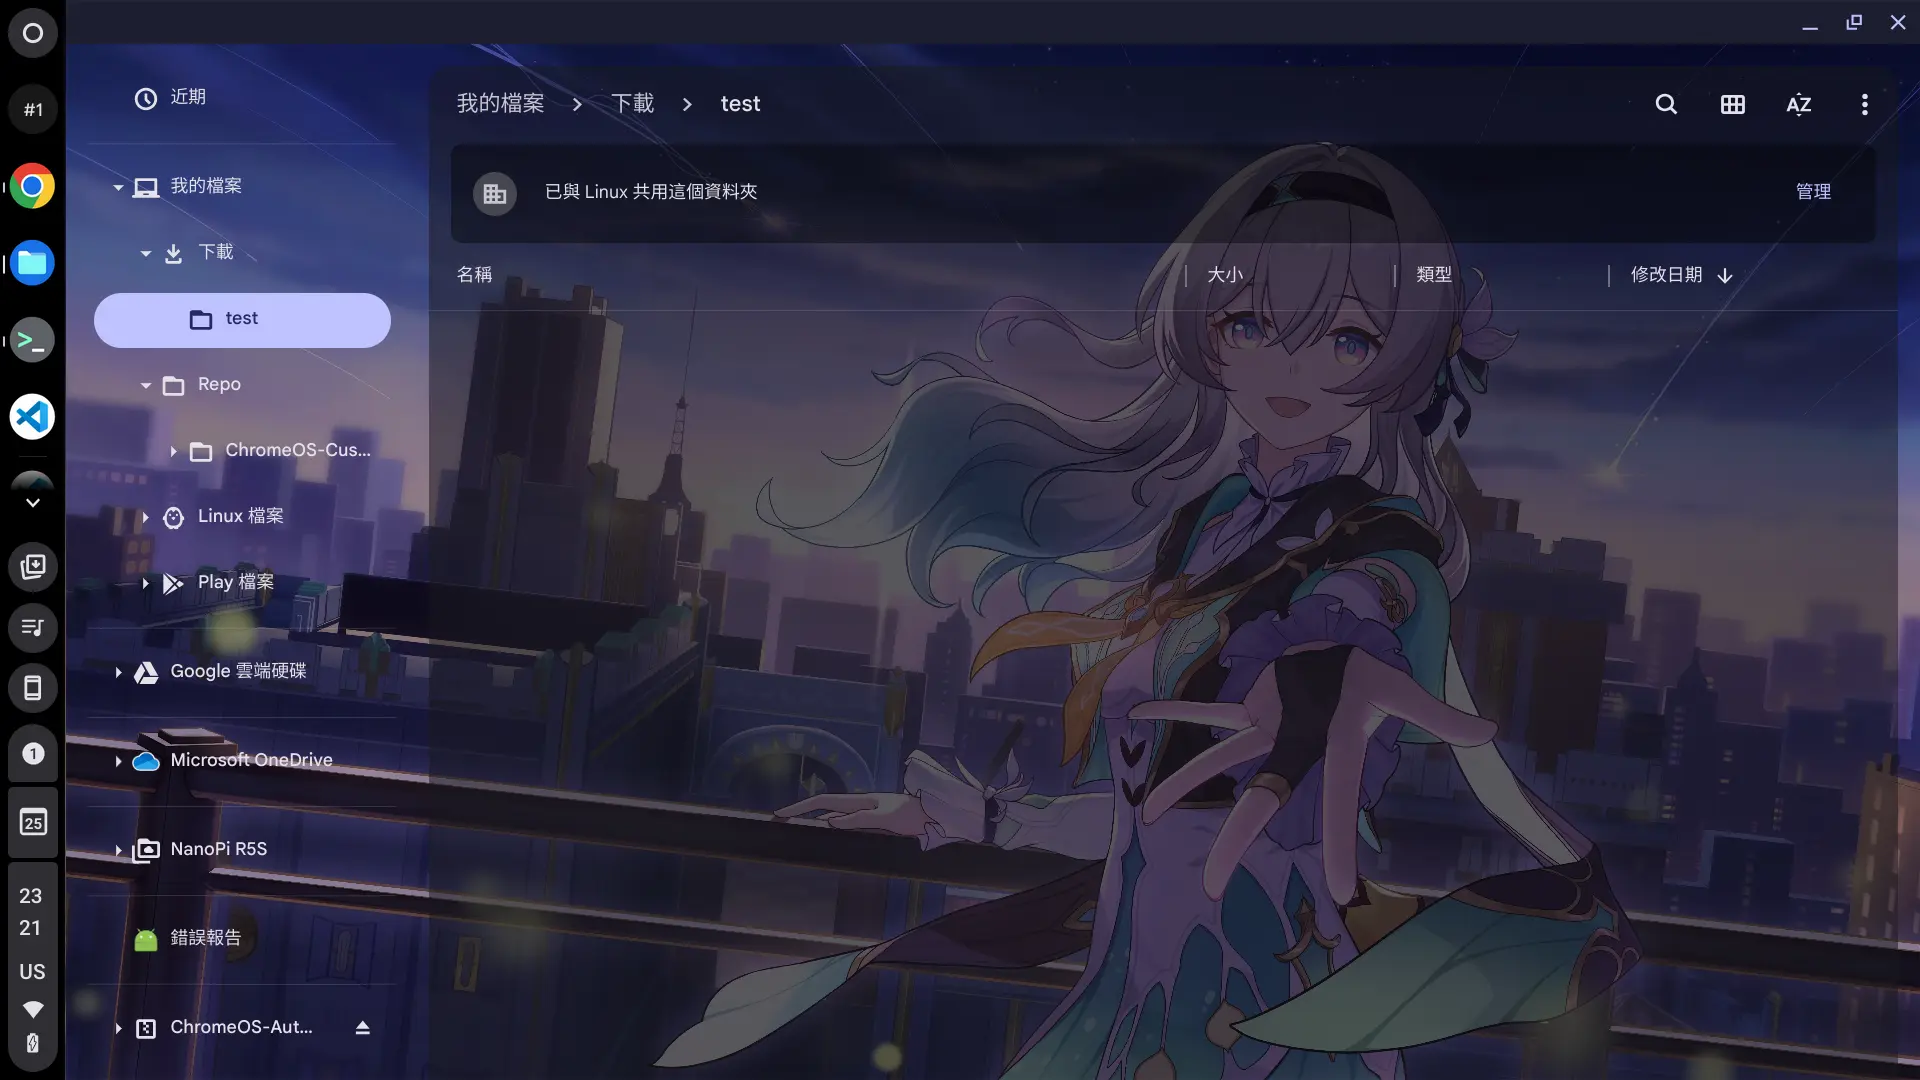 #1
1
25
23
21
US
近期
我的檔案
下載
test
Repo
ChromeOS-Cus...
Linux 檔案
Play 檔案
Google 雲端硬碟
Microsoft OneDrive
NanoPi R5S
錯誤報告
ChromeOS-Aut...
我的檔案 > 下載 > test
AZ
已與 Linux 共用這個資料夾
管理
名稱 大小 類型 修改日期